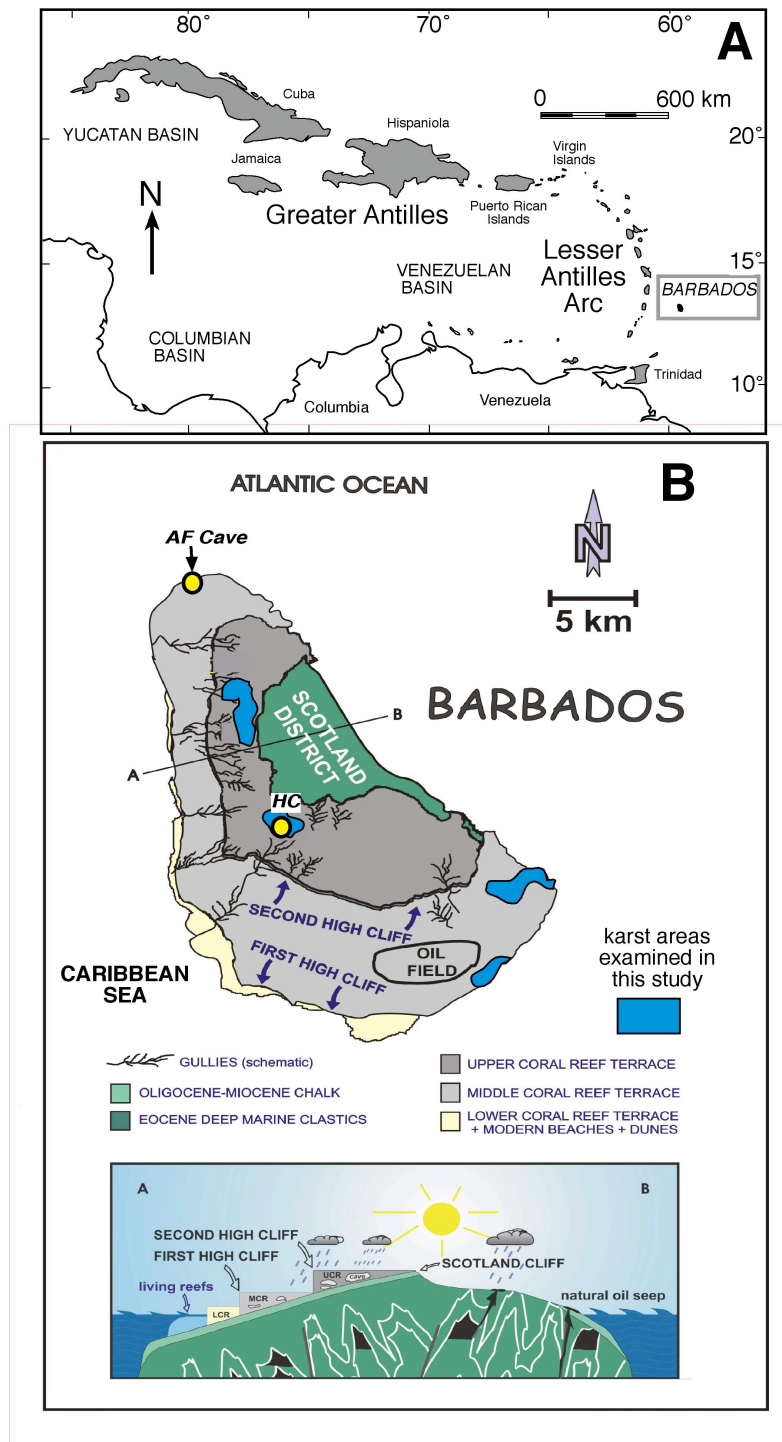 80°
70°
60°
A
Cuba
0
600 km
Hispaniola
YUCATAN BASIN
20°
Jamaica
Virgin
Islands
N
Greater Antilles
Puerto Rican
Islands
Lesser
Antilles
Arc
15°
VENEZUELAN
BASIN
BARBADOS
COLUMBIAN
BASIN
Trinidad
10°
Columbia
Venezuela
B
ATLANTIC OCEAN
N
AF Cave
5 km
BARBADOS
SCOTLAND
DISTRICT
B
A
HC
SECOND HIGH CLIFF
FIRST HIGH CLIFF
OIL
FIELD
karst areas
examined in
this study
CARIBBEAN
SEA
GULLIES (schematic)
UPPER CORAL REEF TERRACE
OLIGOCENE-MIOCENE CHALK
MIDDLE CORAL REEF TERRACE
EOCENE DEEP MARINE CLASTICS
LOWER CORAL REEF TERRACE
+ MODERN BEACHES + DUNES
A
B
SECOND HIGH CLIFF
FIRST HIGH CLIFF
SCOTLAND CLIFF
living reefs
UCR
cave
natural oil seep
MCR
LCR